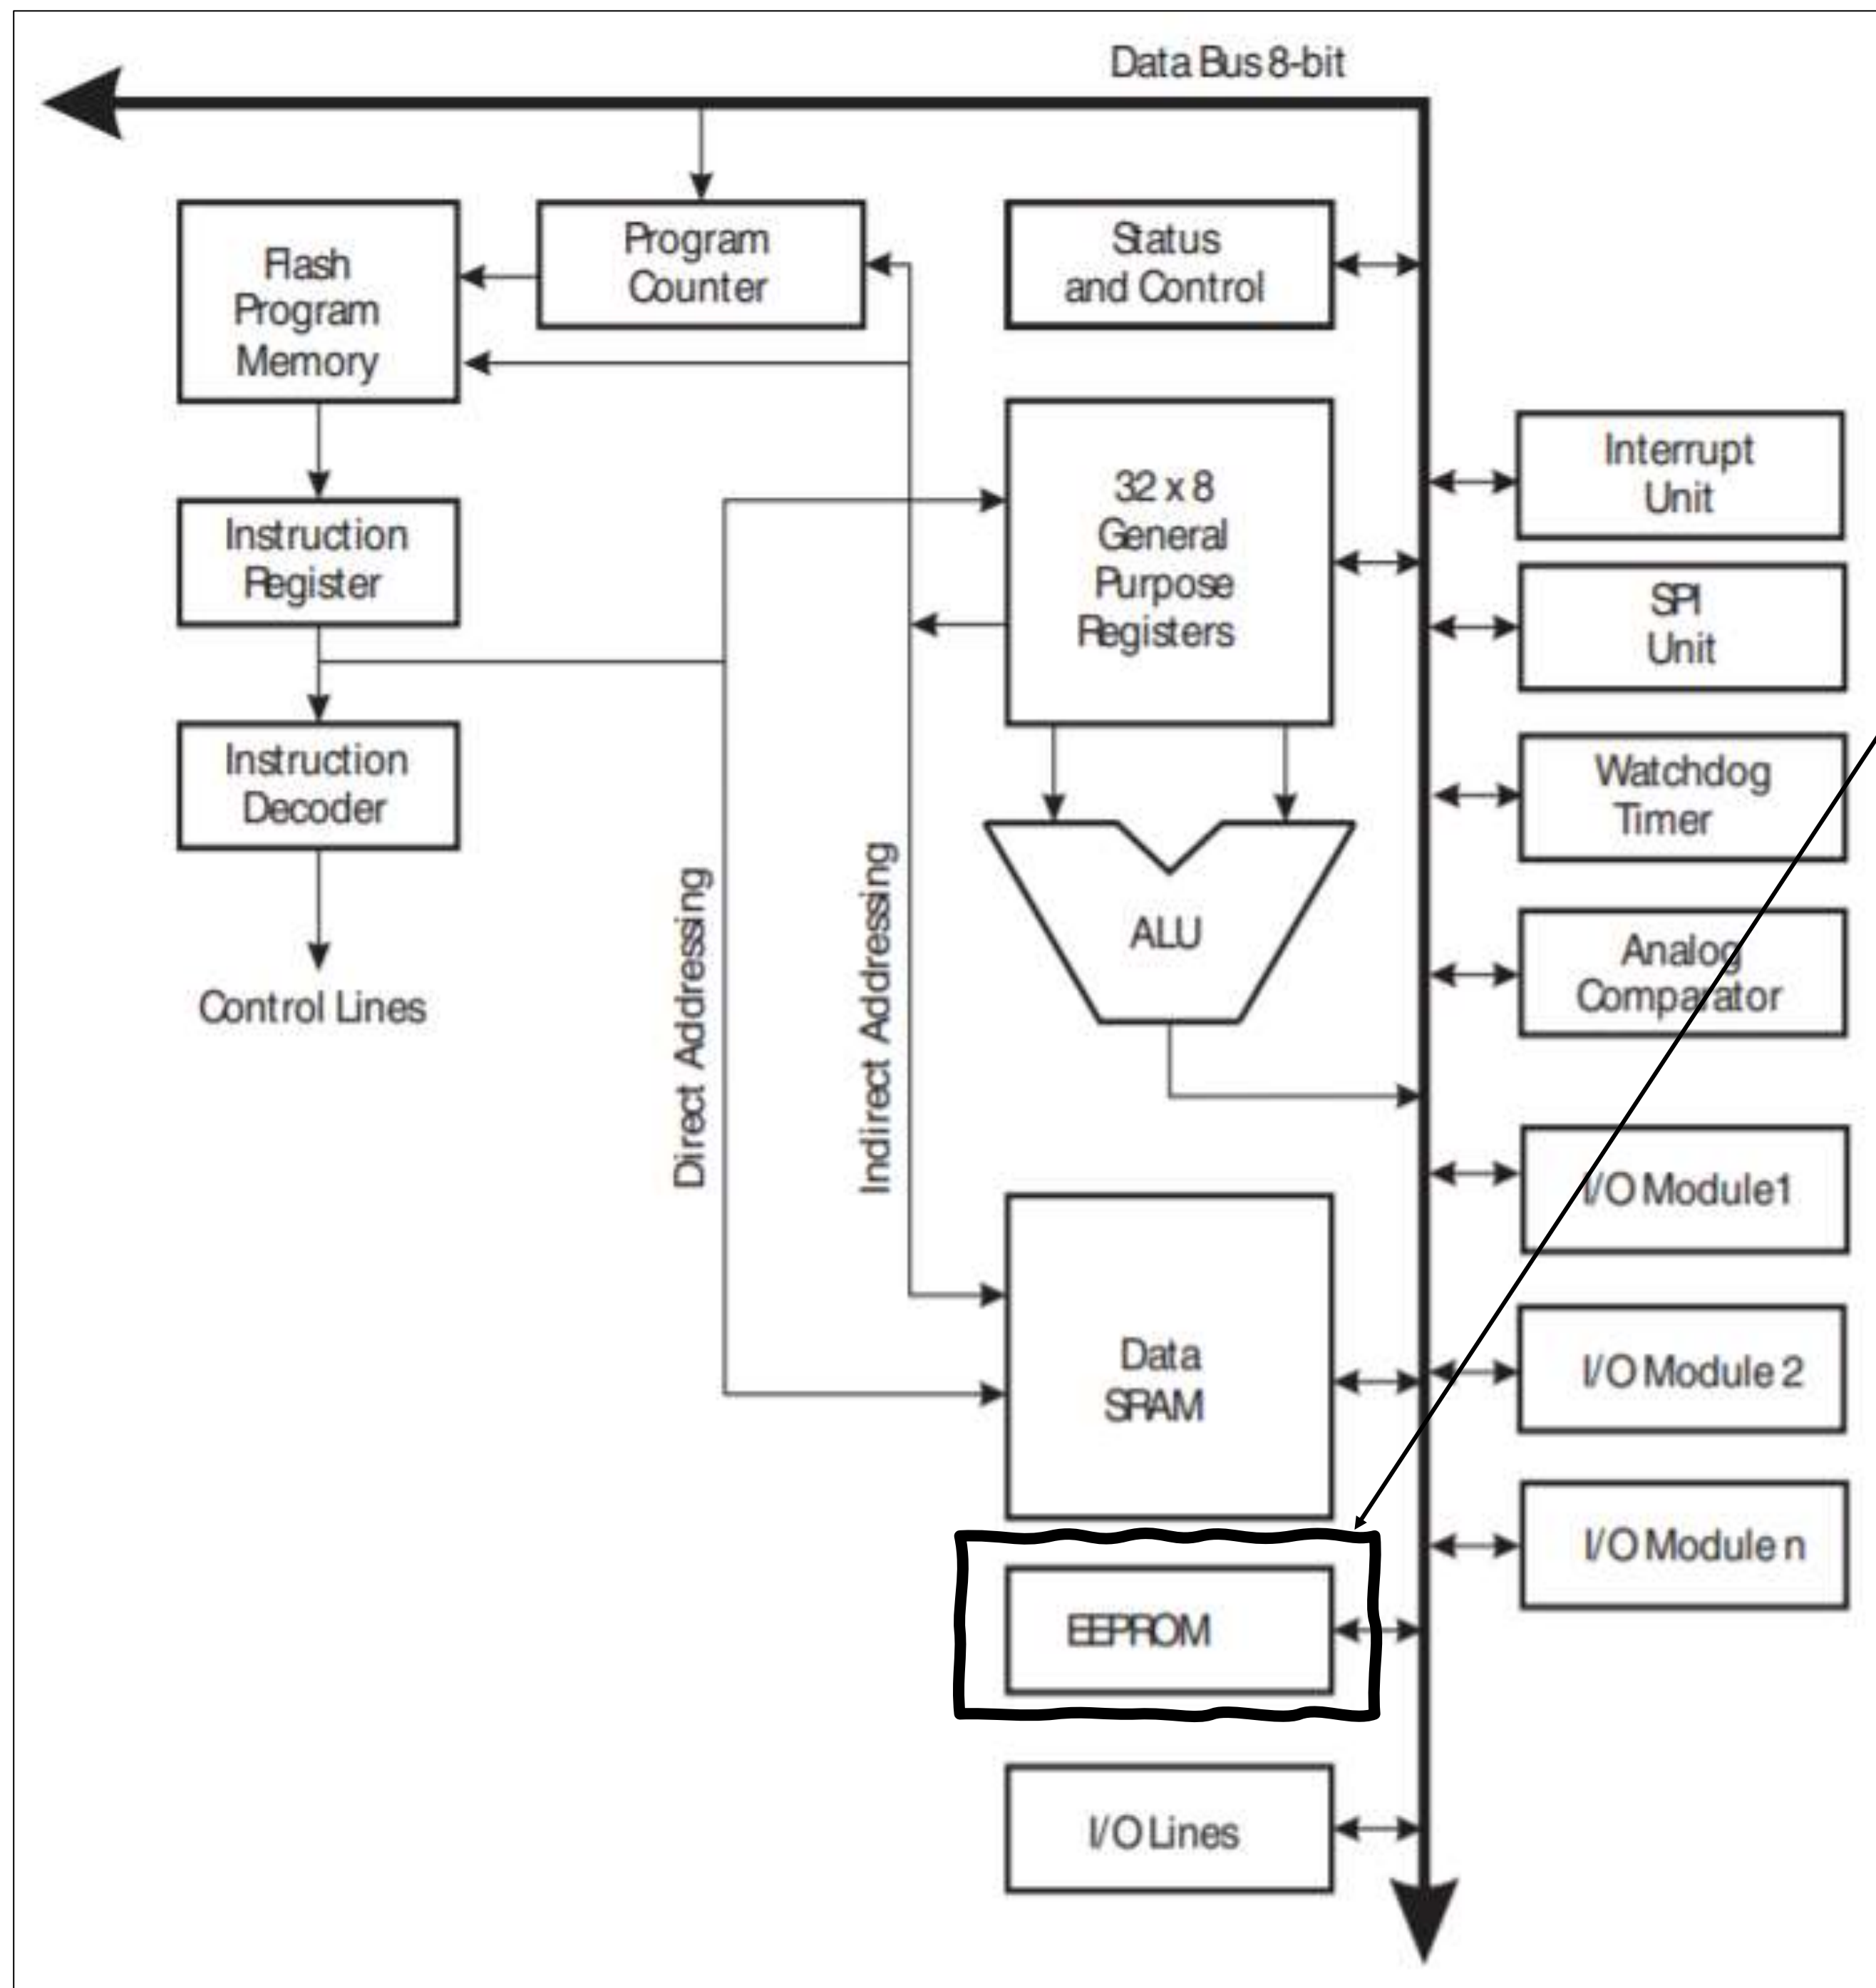 Data Bus 8-bit
Flash
Program
Memory
Program
Counter
Status
and Control
Instruction
Register
32 x 8
General
Purpose
Registers
Interrupt
Unit
SPI
Unit
Instruction
Decoder
Watchdog
Timer
Control Lines
Direct Addressing
Indirect Addressing
ALU
Analog
Comparator
I/O Module1
Data
SRAM
I/O Module 2
I/O Module n
EEPROM
I/O Lines